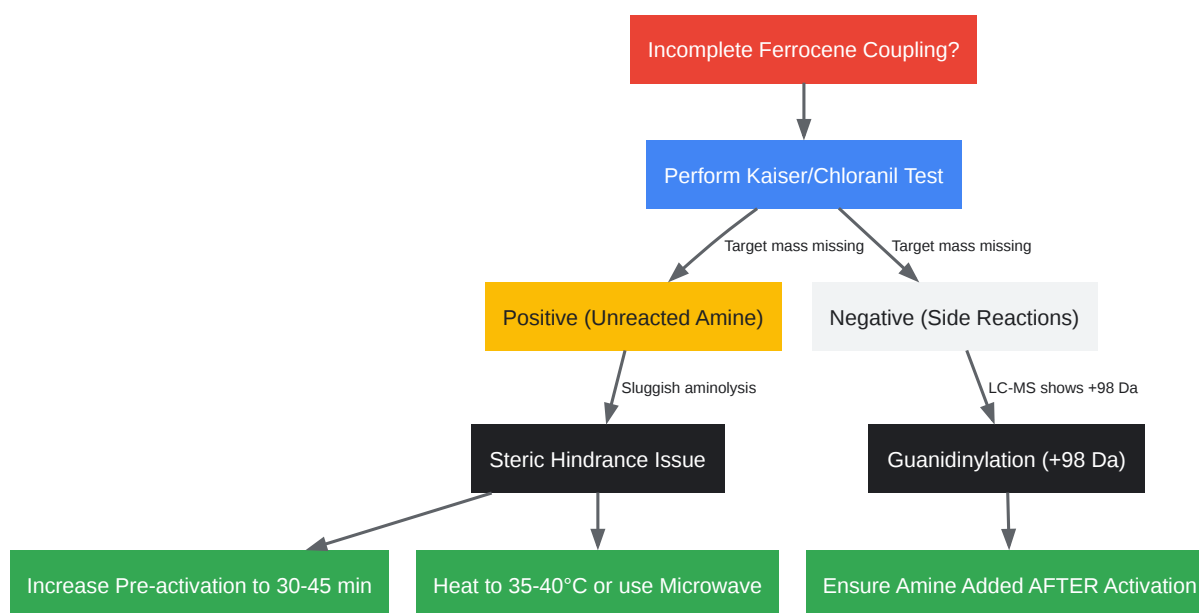 Incomplete Ferrocene Coupling?
Perform Kaiser/Chloranil Test
Target mass missing
Target mass missing
Positive (Unreacted Amine)
Negative (Side Reactions)
Sluggish aminolysis
LC-MS shows +98 Da
Steric Hindrance Issue
Guanidinylation (+98 Da)
Increase Pre-activation to 30-45 min
Heat to 35-40°C or use Microwave
Ensure Amine Added AFTER Activation